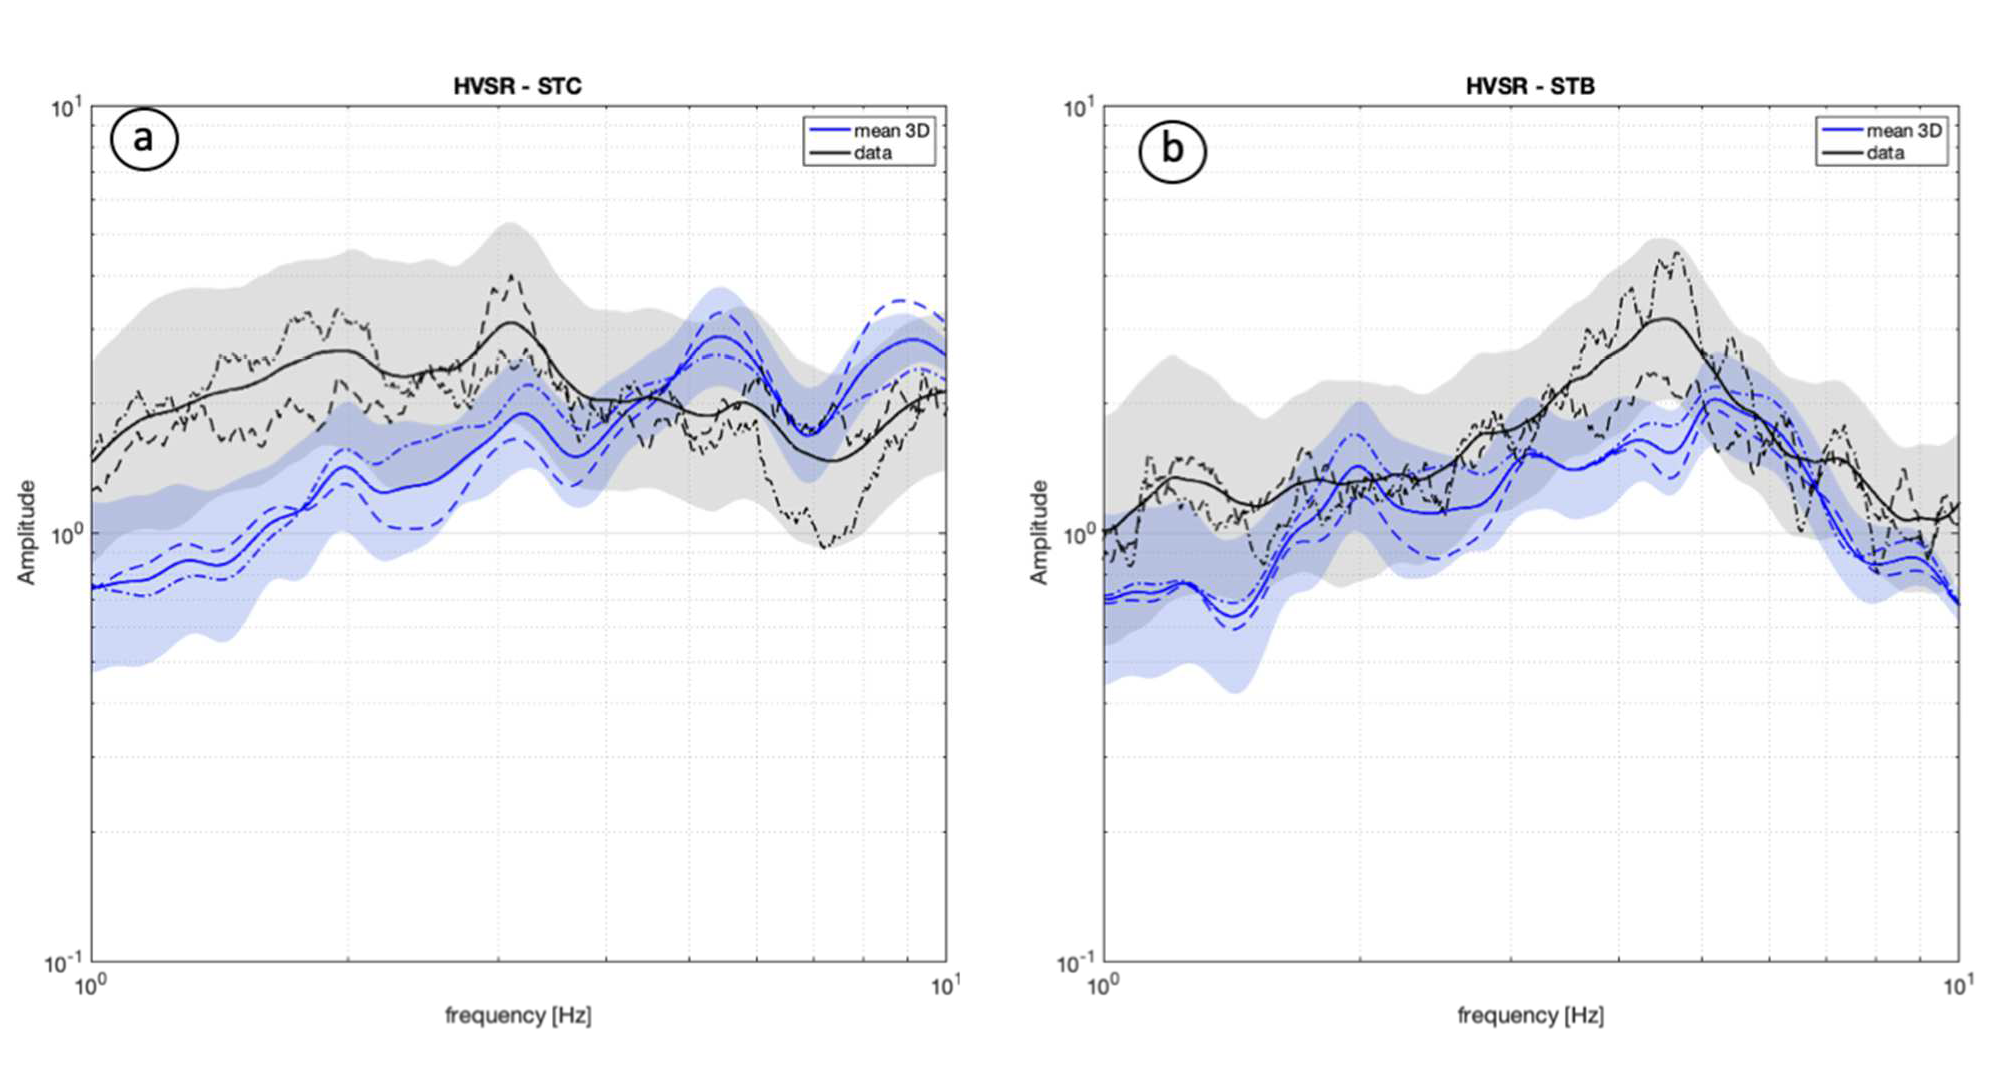 HVSR - STC
10^1
a
mean 3D
data
Amplitude
10^0
10^-1
10^0
10^1
frequency [Hz]
HVSR - STB
10^1
b
mean 3D
data
Amplitude
10^0
10^-1
10^0
10^1
frequency [Hz]